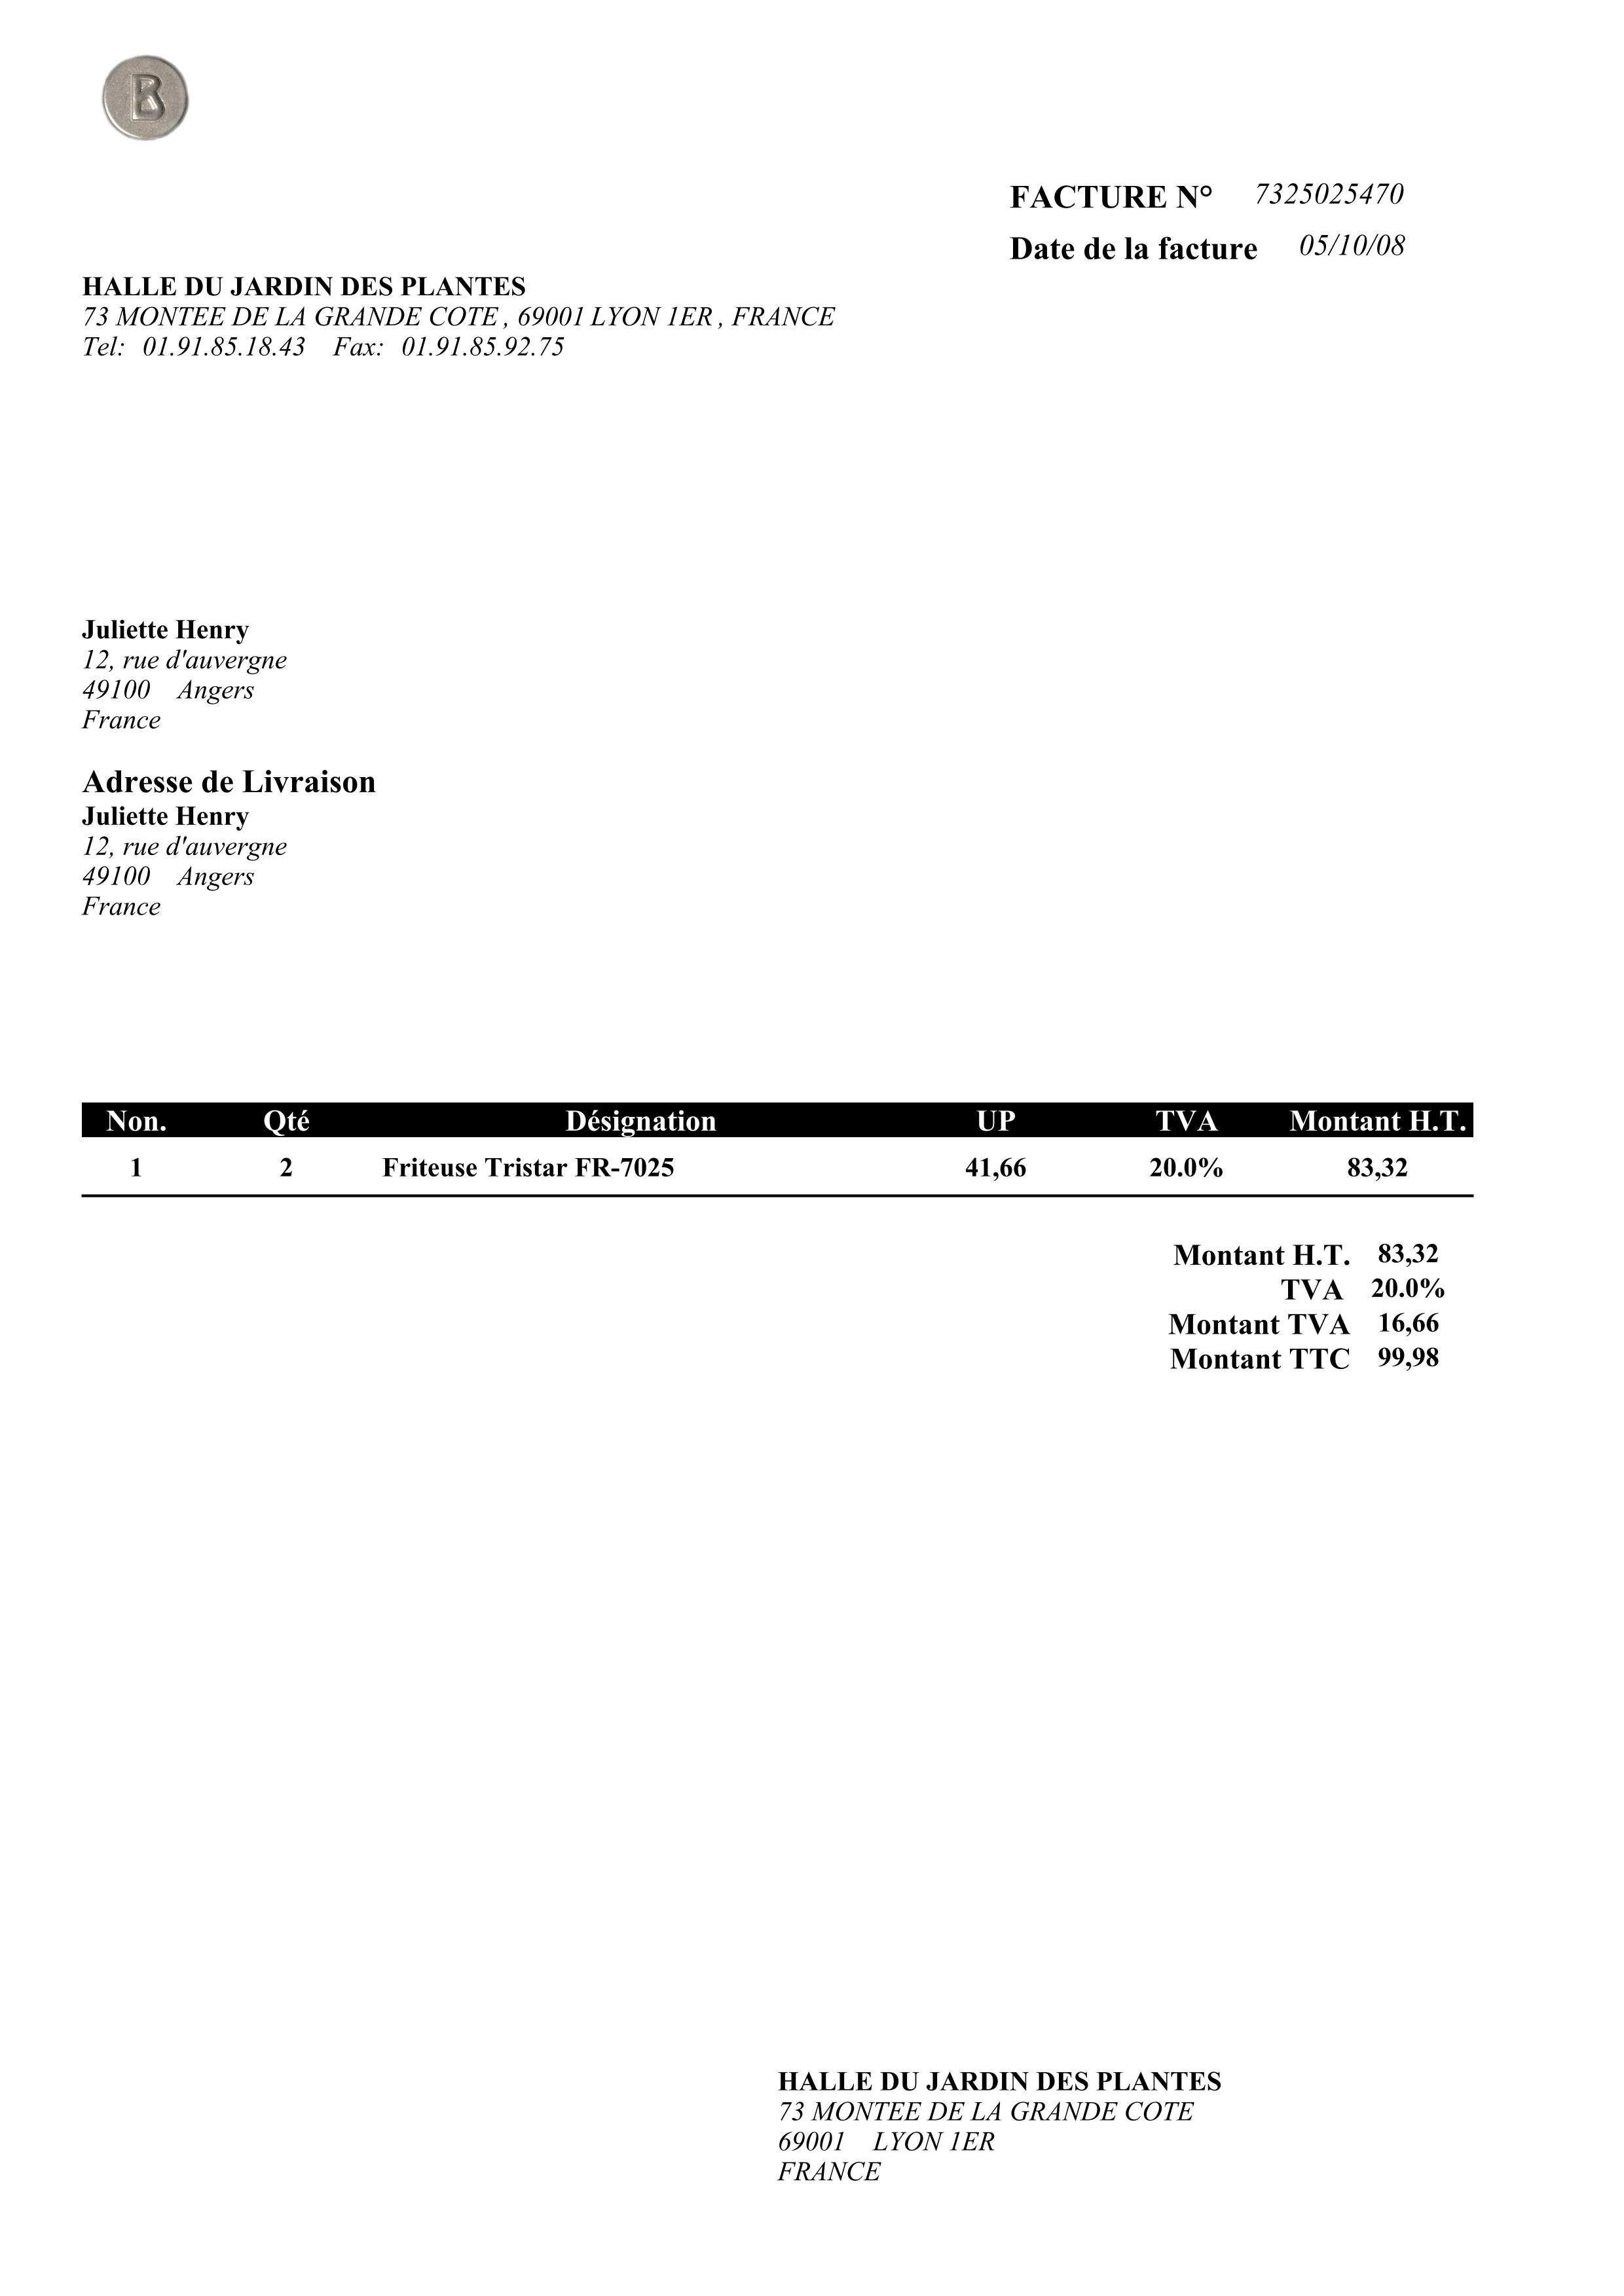 B
FACTURE N° 7325025470
Date de la facture 05/10/08
HALLE DU JARDIN DES PLANTES
73 MONTEE DE LA GRANDE COTE , 69001 LYON 1ER , FRANCE
Tel: 01.91.85.18.43 Fax: 01.91.85.92.75
Juliette Henry
12, rue d'auvergne
49100 Angers
France
Adresse de Livraison
Juliette Henry
12, rue d'auvergne
49100 Angers
France
Non. Qté Désignation UP TVA Montant H.T.
1 2 Friteuse Tristar FR-7025 41,66 20.0% 83,32
Montant H.T. 83,32
TVA 20.0%
Montant TVA 16,66
Montant TTC 99,98
HALLE DU JARDIN DES PLANTES
73 MONTEE DE LA GRANDE COTE
69001 LYON 1ER
FRANCE